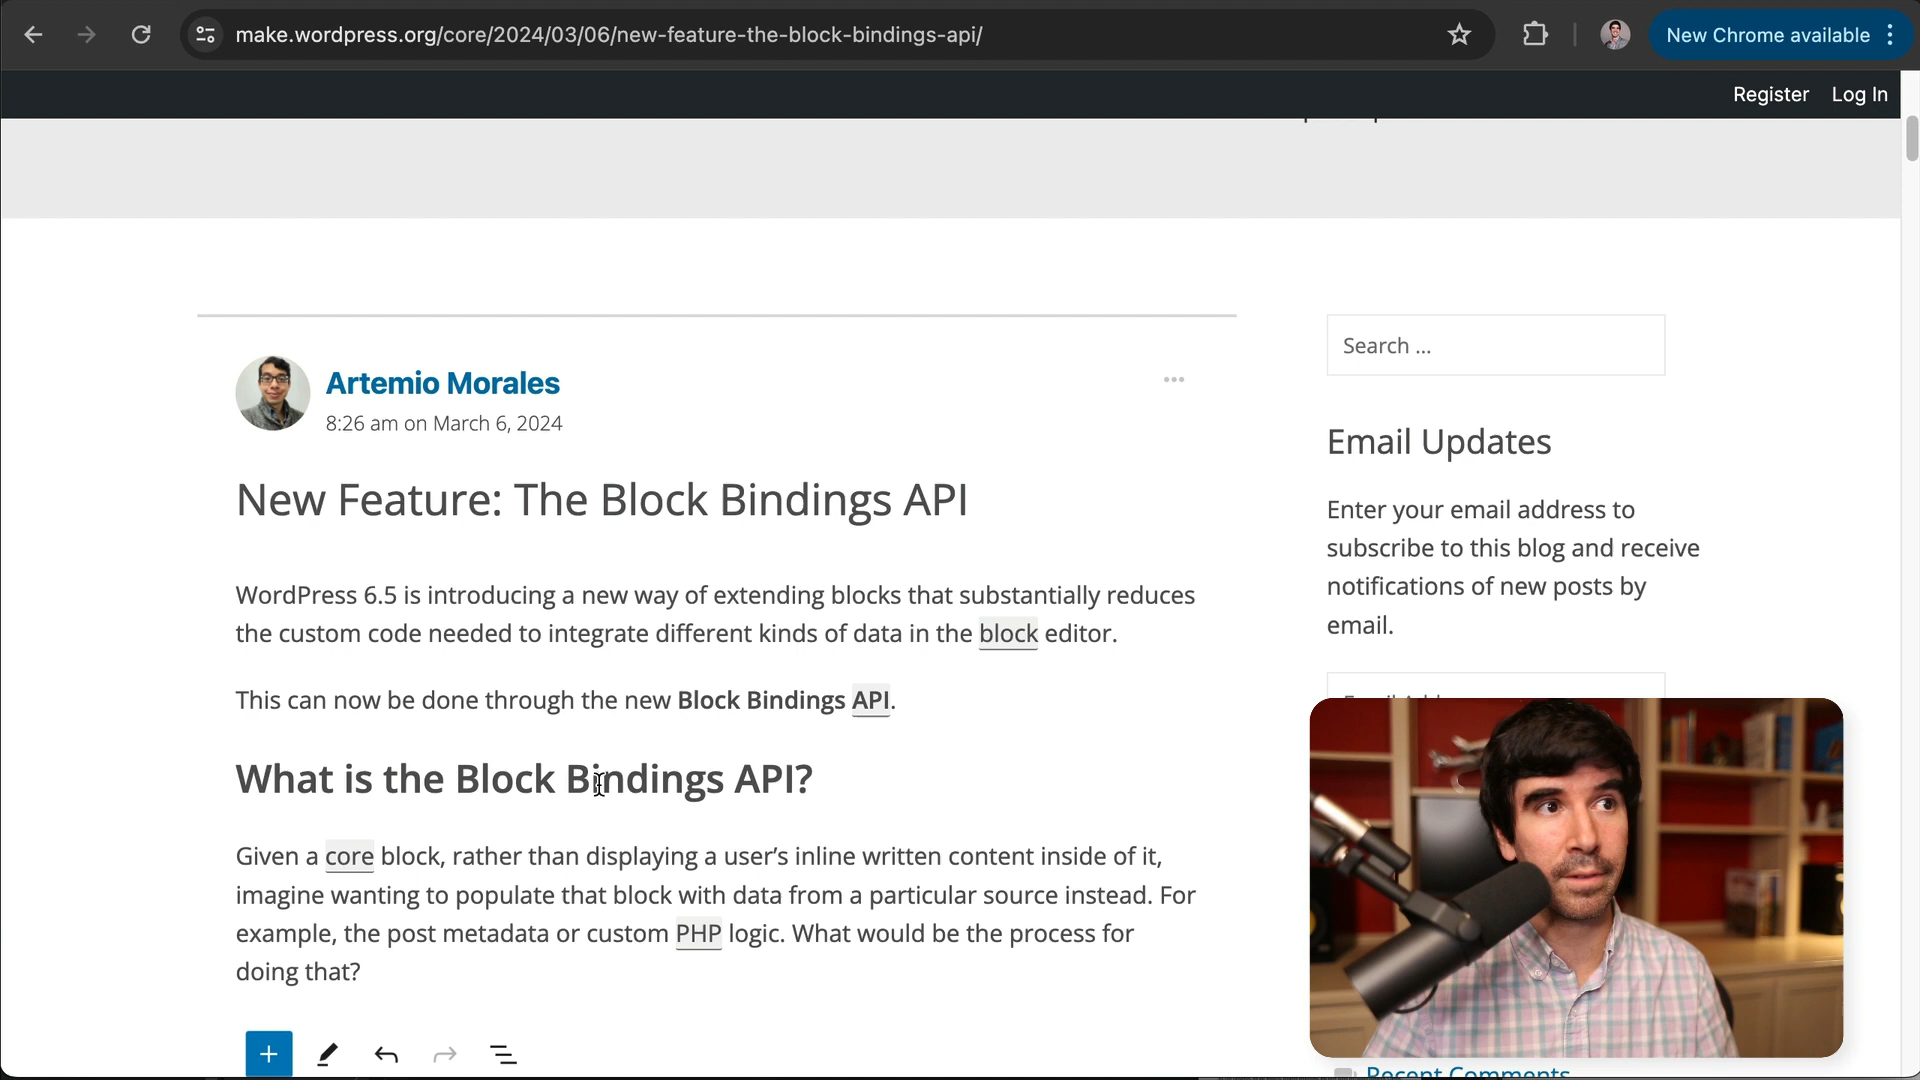 make.wordpress.org/core/2024/03/06/new-feature-the-block-bindings-api/
New Chrome available
Register Log In
Search ...
Artemio Morales
8:26 am on March 6, 2024
Email Updates
New Feature: The Block Bindings API
Enter your email address to
subscribe to this blog and receive
notifications of new posts by
email.
WordPress 6.5 is introducing a new way of extending blocks that substantially reduces
the custom code needed to integrate different kinds of data in the block editor.
This can now be done through the new Block Bindings API.
What is the Block Bindings API?
Given a core block, rather than displaying a user’s inline written content inside of it,
imagine wanting to populate that block with data from a particular source instead. For
example, the post metadata or custom PHP logic. What would be the process for
doing that?
Recent Comments